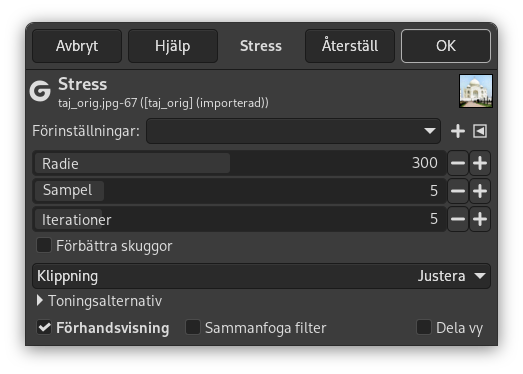 Avbryt Hjälp Stress Återställ OK
Stress
taj_orig.jpg-67 ([taj_orig] (importerad))
Förinställningar:
Radie 300
Sampel 5
Iterationer 5
Förbättra skuggor
Klippning Justera
Toningsalternativ
Förhandsvisning Sammanfoga filter Dela vy